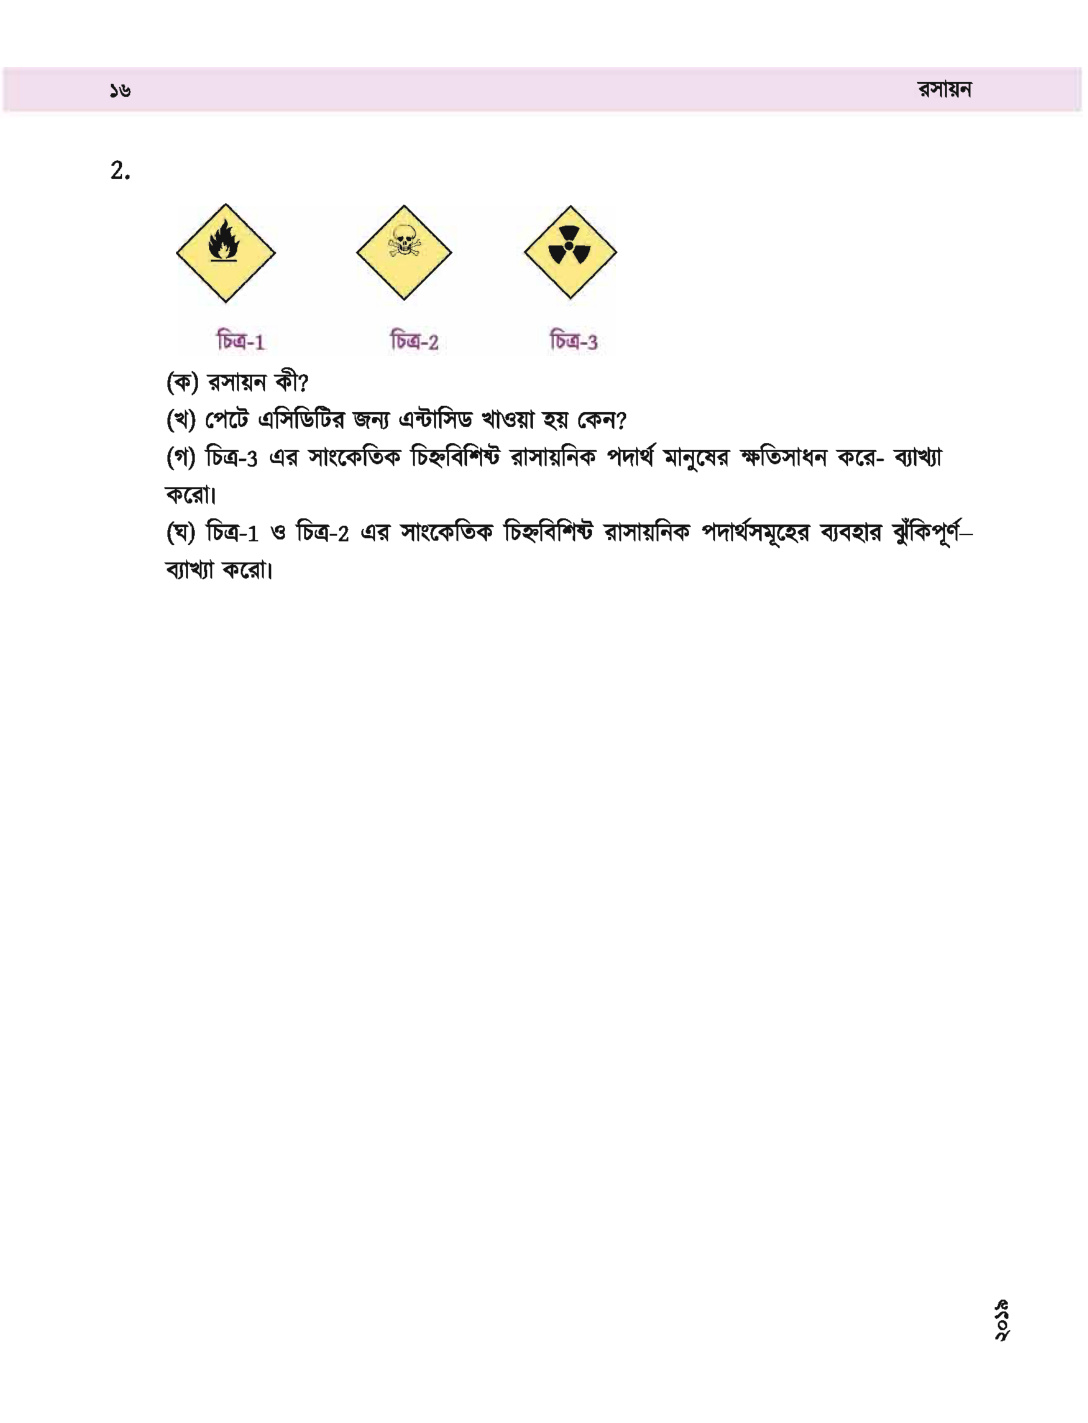 ১৬ রসায়ন
2.
চিত্র-1 চিত্র-2 চিত্র-3
(ক) রসায়ন কী?
(খ) পেটে এসিডিটির জন্য এন্টাসিড খাওয়া হয় কেন?
(গ) চিত্র-3 এর সাংকেতিক চিহ্নবিশিষ্ট রাসায়নিক পদার্থ মানুষের ক্ষতিসাধন করে- ব্যাখ্যা
করো।
(ঘ) চিত্র-1 ও চিত্র-2 এর সাংকেতিক চিহ্নবিশিষ্ট রাসায়নিক পদার্থসমূহের ব্যবহার ঝুঁকিপূর্ণ–
ব্যাখ্যা করো।
২০১৯